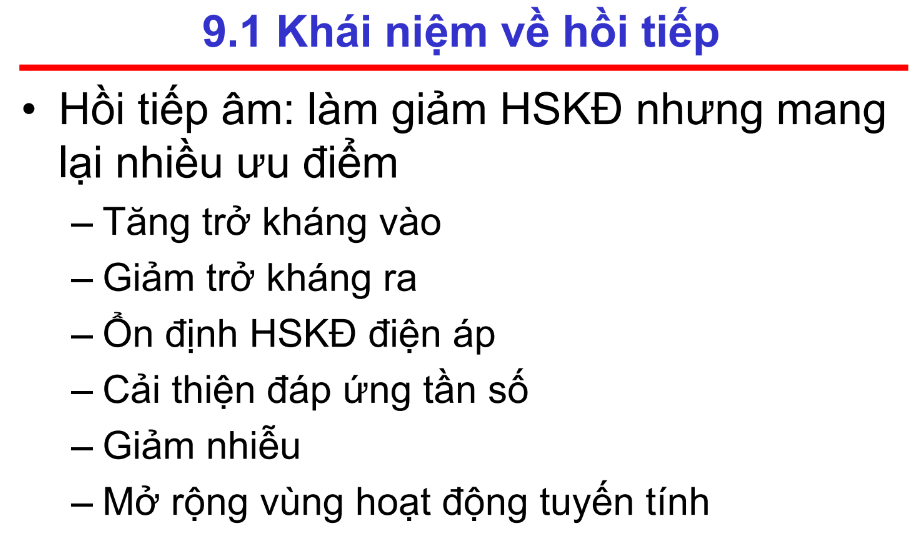 9.1 Khái niệm về hồi tiếp
• Hồi tiếp âm: làm giảm HSKĐ nhưng mang
lại nhiều ưu điểm
– Tăng trở kháng vào
– Giảm trở kháng ra
– Ổn định HSKĐ điện áp
– Cải thiện đáp ứng tần số
– Giảm nhiễu
– Mở rộng vùng hoạt động tuyến tính